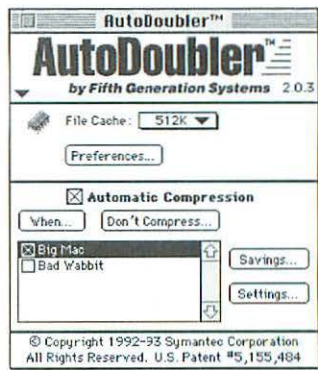 AutoDoubler™
AutoDoubler™
by Fifth Generation Systems 2.0.3
File Cache: 512K
Preferences...
Automatic Compression
When... Don't Compress...
Big Mac
Bad Wabbit
Savings...
Settings...
© Copyright 1992-93 Symantec Corporation
All Rights Reserved. U.S. Patent #5,155,484